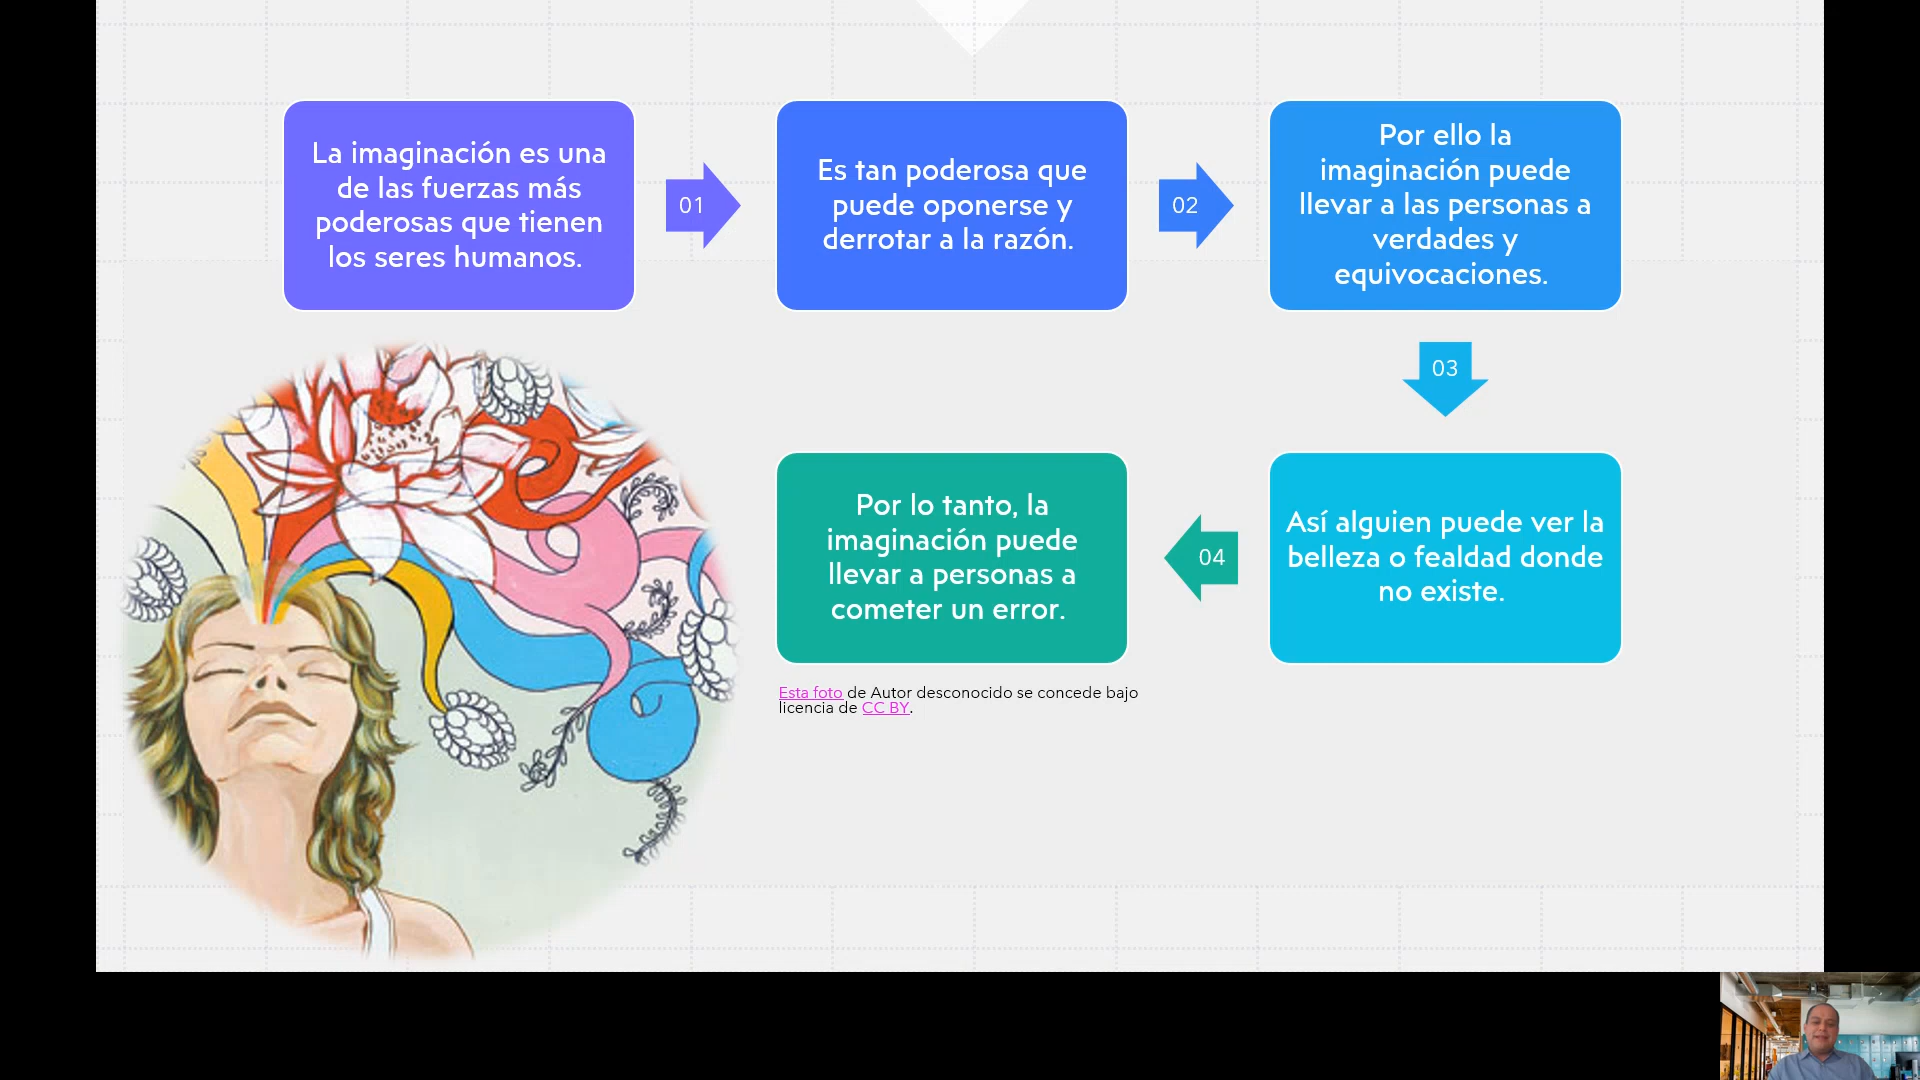 La imaginación es una
de las fuerzas más
poderosas que tienen
los seres humanos.
01
Es tan poderosa que
puede oponerse y
derrotar a la razón.
02
Por ello la
imaginación puede
llevar a las personas a
verdades y
equivocaciones.
03
Así alguien puede ver la
belleza o fealdad donde
no existe.
04
Por lo tanto, la
imaginación puede
llevar a personas a
cometer un error.
Esta foto de Autor desconocido se concede bajo
licencia de CC BY.